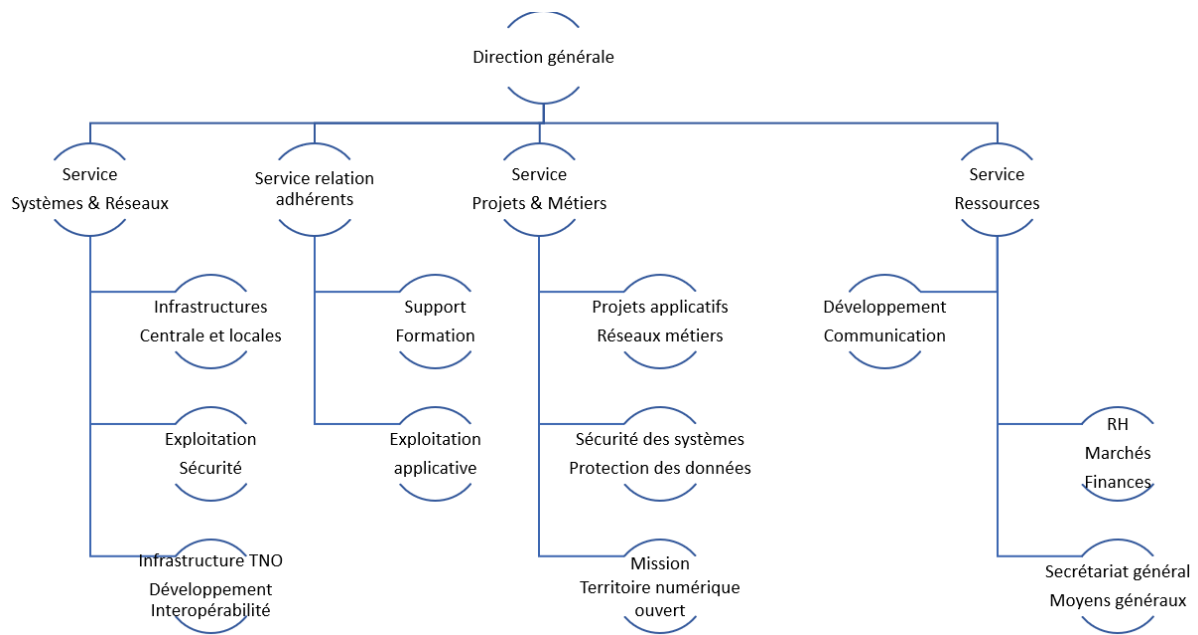 Direction générale
Service
Systèmes & Réseaux
Service relation
adhérents
Service
Projets & Métiers
Service
Ressources
Infrastructures
Centrale et locales
Support
Formation
Projets applicatifs
Réseaux métiers
Développement
Communication
Exploitation
Sécurité
Exploitation
applicative
Sécurité des systèmes
Protection des données
RH
Marchés
Finances
Infrastructure TNO
Développement
Interopérabilité
Mission
Territoire numérique
ouvert
Secrétariat général
Moyens généraux